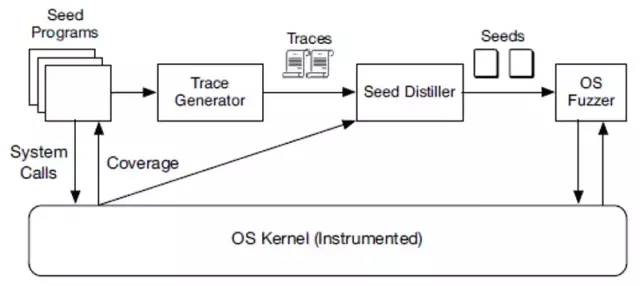 Seed
Programs
Traces
Seeds
Trace
Generator
Seed Distiller
OS
Fuzzer
System
Calls
Coverage
OS Kernel (Instrumented)